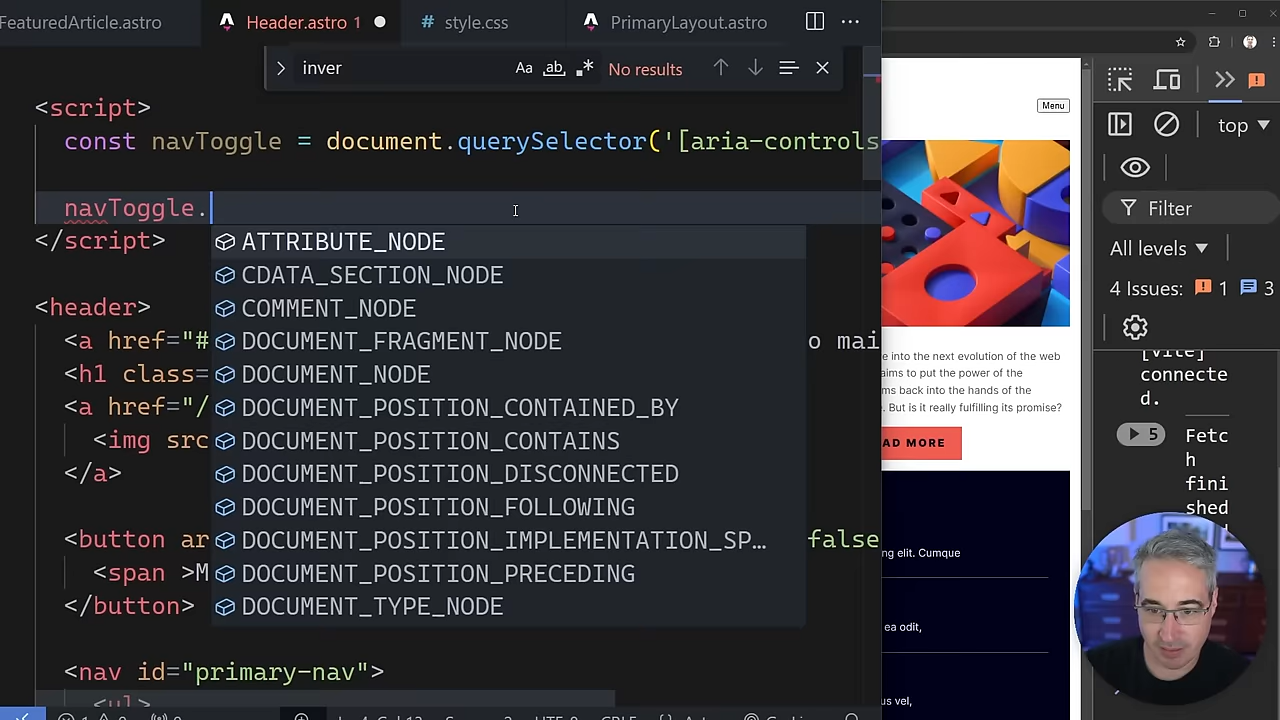 FeaturedArticle.astro
Header.astro 1
# style.css
PrimaryLayout.astro
inver
Aa ab No results
<script>
const navToggle = document.querySelector('[aria-controls
navToggle.
</script>
ATTRIBUTE_NODE
CDATA_SECTION_NODE
COMMENT_NODE
DOCUMENT_FRAGMENT_NODE
DOCUMENT_NODE
DOCUMENT_POSITION_CONTAINED_BY
DOCUMENT_POSITION_CONTAINS
DOCUMENT_POSITION_DISCONNECTED
DOCUMENT_POSITION_FOLLOWING
DOCUMENT_POSITION_IMPLEMENTATION_SP…
DOCUMENT_POSITION_PRECEDING
DOCUMENT_TYPE_NODE
<header>
<a href="# o mai
<h1 class=
<a href="/
<img src
</a>
<button ar false
<span >M
</button>
<nav id="primary-nav">
<ul>
Menu
e into the next evolution of the web
aims to put the power of the
ms back into the hands of the
. But is it really fulfilling its promise?
AD MORE
ng elit. Cumque
ea odit,
us vel,
top
Filter
All levels
4 Issues: 1 3
[vite]
connecte
d.
5 Fetc
h
fini
shed